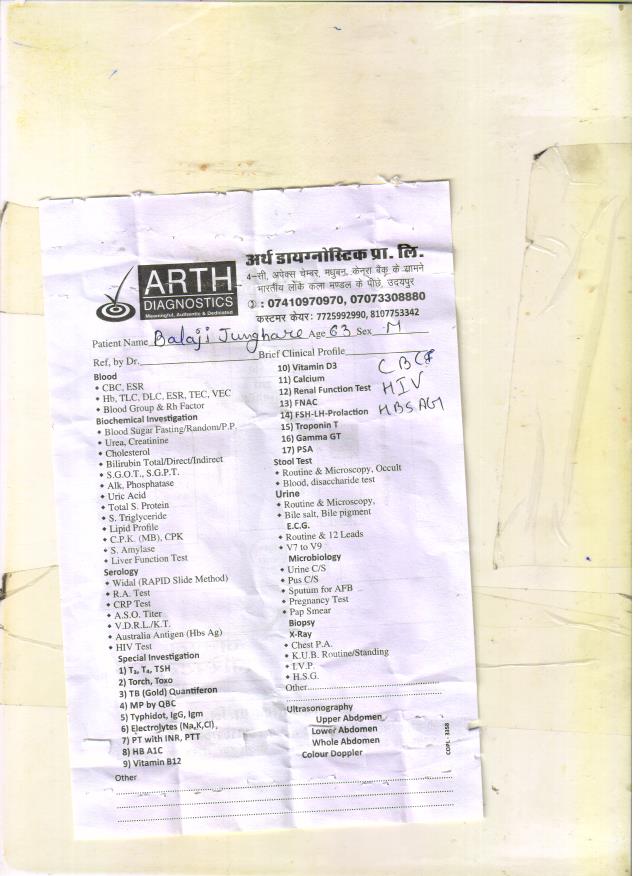 ARTH
DIAGNOSTICS
Meaningful, Authentic & Dedicated
अर्थ डायग्नोस्टिक प्रा. लि.
4-सी, अपेक्स चेम्बर, मधुबन, केनरा बैंक के सामने
भारतीय लोक कला मण्डल के पीछे, उदयपुर
: 07410970970, 07073308880
कस्टमर केयर: 7725992990, 8107753342
Patient Name Balaji Junghare Age 63 Sex M
Ref, by Dr. Brief Clinical Profile
Blood
• CBC, ESR
• Hb, TLC, DLC, ESR, TEC, VEC
• Blood Group & Rh Factor
Biochemical Investigation
• Blood Sugar Fasting/Random/P.P.
• Urea, Creatinine
• Cholesterol
• Bilirubin Total/Direct/Indirect
• S.G.O.T., S.G.P.T.
• Alk, Phosphatase
• Uric Acid
• Total S. Protein
• S. Triglyceride
• Lipid Profile
• C.P.K. (MB), CPK
• S. Amylase
• Liver Function Test
Serology
• Widal (RAPID Slide Method)
• R.A. Test
• CRP Test
• A.S.O. Titer
• V.D.R.L./K.T.
• Australia Antigen (Hbs Ag)
• HIV Test
Special Investigation
1) T₃, T₄, TSH
2) Torch, Toxo
3) TB (Gold) Quantiferon
4) MP by QBC
5) Typhidot, IgG, Igm
6) Electrolytes (Na,K,Cl),
7) PT with INR, PTT
8) HB A1C
9) Vitamin B12
10) Vitamin D3
11) Calcium
12) Renal Function Test
13) FNAC
14) FSH-LH-Prolaction
15) Troponin T
16) Gamma GT
17) PSA
CBC
HIV
HBSAG
Stool Test
• Routine & Microscopy, Occult
• Blood, disaccharide test
Urine
• Routine & Microscopy,
• Bile salt, Bile pigment
E.C.G.
• Routine & 12 Leads
• V7 to V9
Microbiology
• Urine C/S
• Pus C/S
• Sputum for AFB
• Pregnancy Test
• Pap Smear
Biopsy
X-Ray
• Chest P.A.
• K.U.B. Routine/Standing
• I.V.P.
• H.S.G.
Other
Ultrasonography
Upper Abdomen
Lower Abdomen
Whole Abdomen
Colour Doppler
COPL - 3358
Other